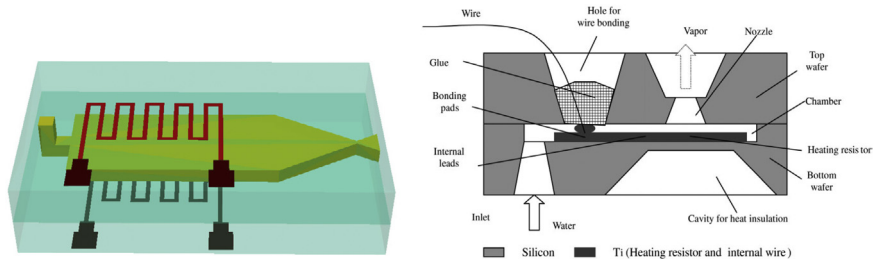 Wire
Hole for
wire bonding
Vapor
Nozzle
Glue
Top
wafer
Bonding
pads
Chamber
Internal
leads
Heating resistor
Bottom
wafer
Inlet
Water
Cavity for heat insulation
Silicon
Ti (Heating resistor and internal wire)